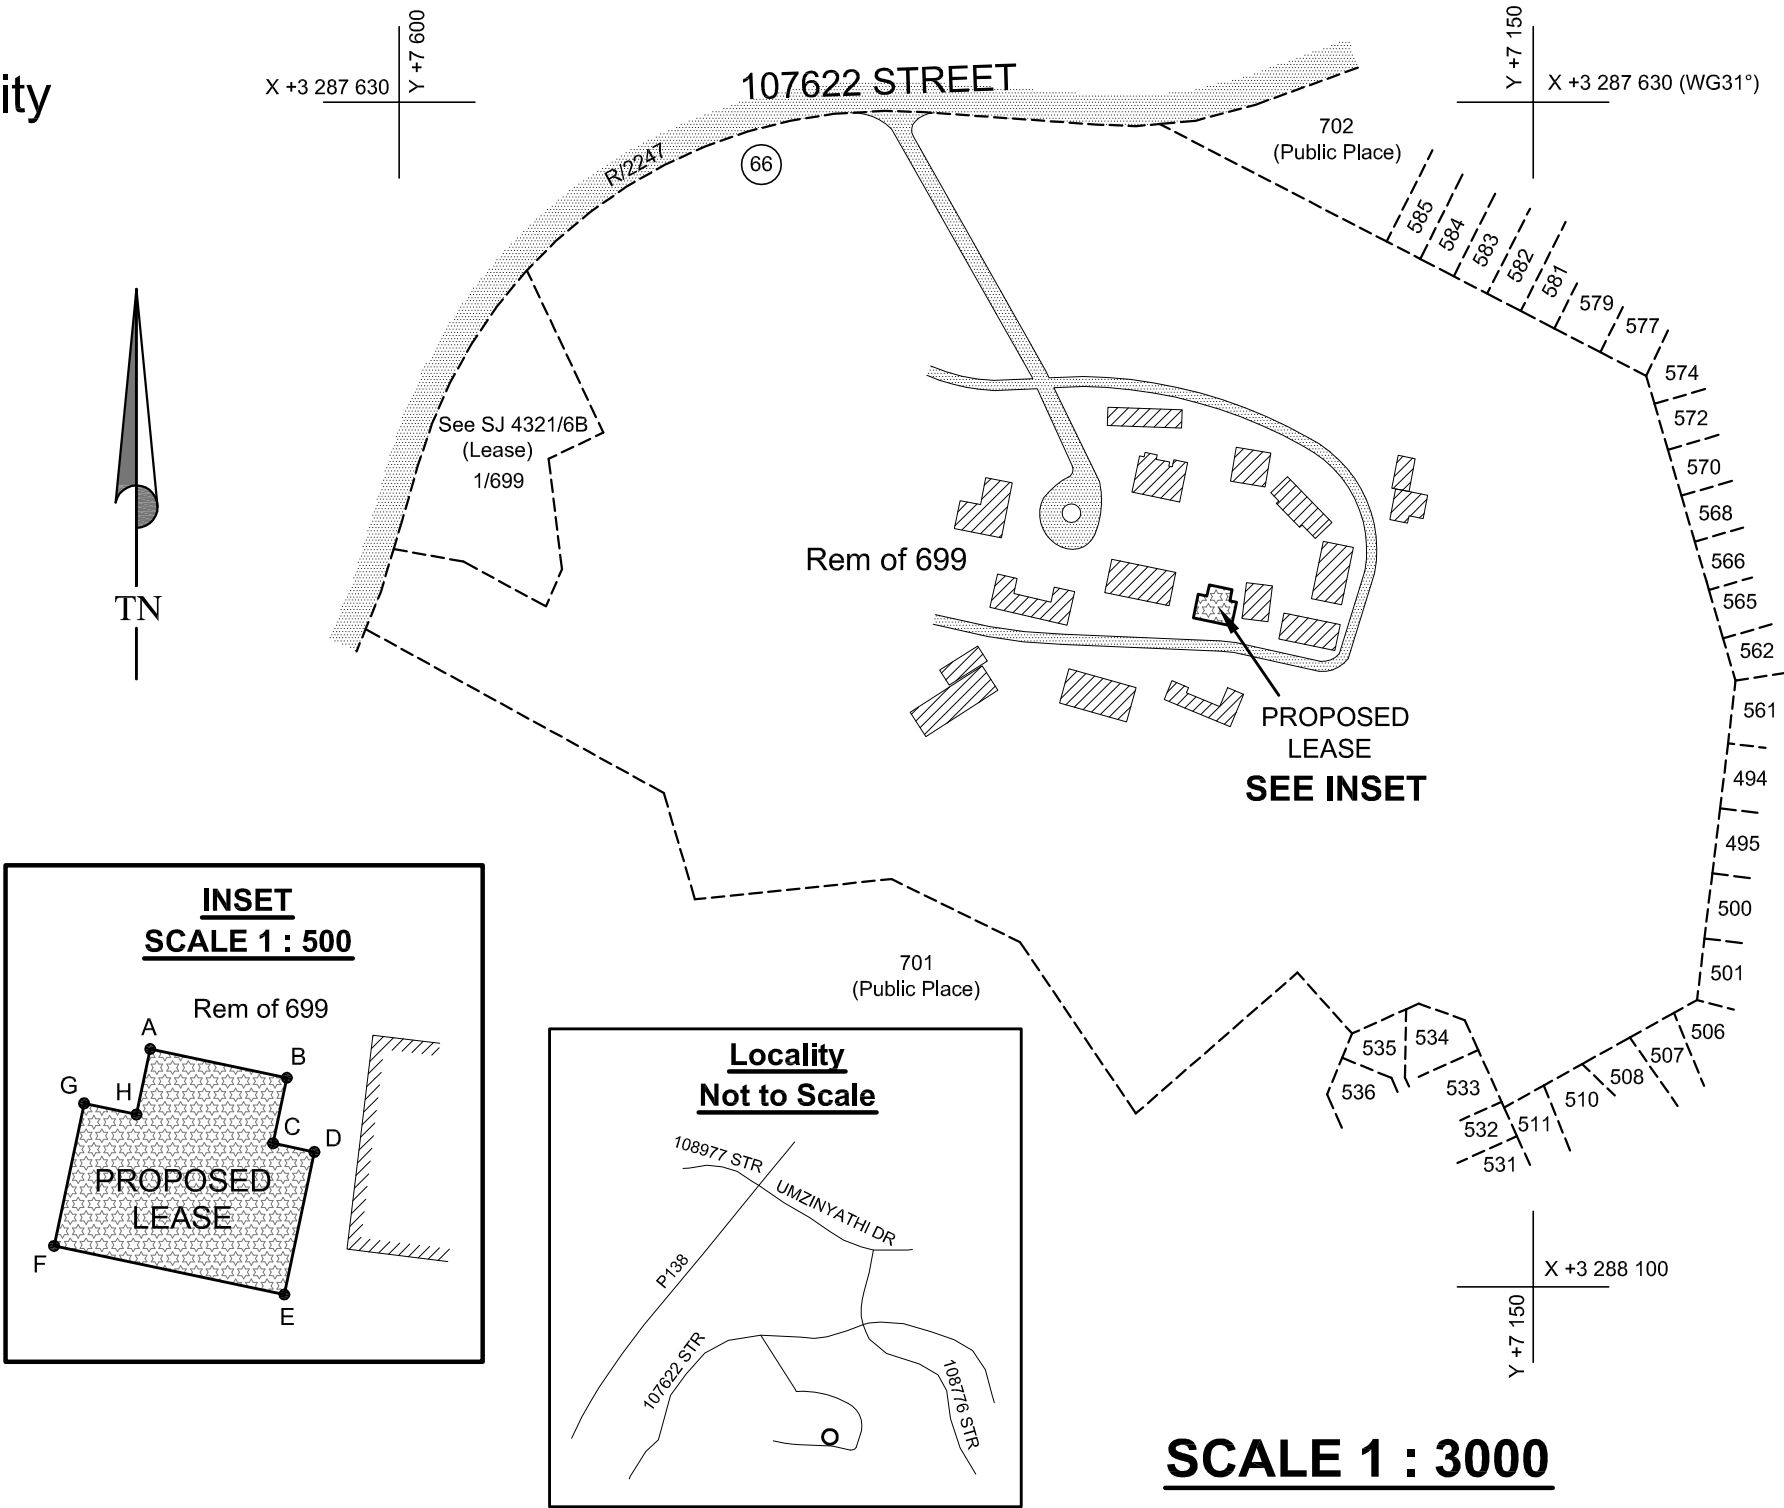 ity
X +3 287 630
Y +7 600
107622 STREET
Y +7 150
X +3 287 630 (WG31°)
R/2247
66
702
(Public Place)
585
584
583
582
581
579
577
574
572
570
568
566
565
562
561
494
495
500
501
506
507
508
510
511
531
532
533
534
535
536
See SJ 4321/6B
(Lease)
1/699
TN
Rem of 699
PROPOSED
LEASE
SEE INSET
701
(Public Place)
INSET
SCALE 1 : 500
Rem of 699
A
B
C
D
E
F
G
H
PROPOSED
LEASE
Locality
Not to Scale
108977 STR
UMZINYATHI DR
P138
107622 STR
108776 STR
X +3 288 100
Y +7 150
SCALE 1 : 3000